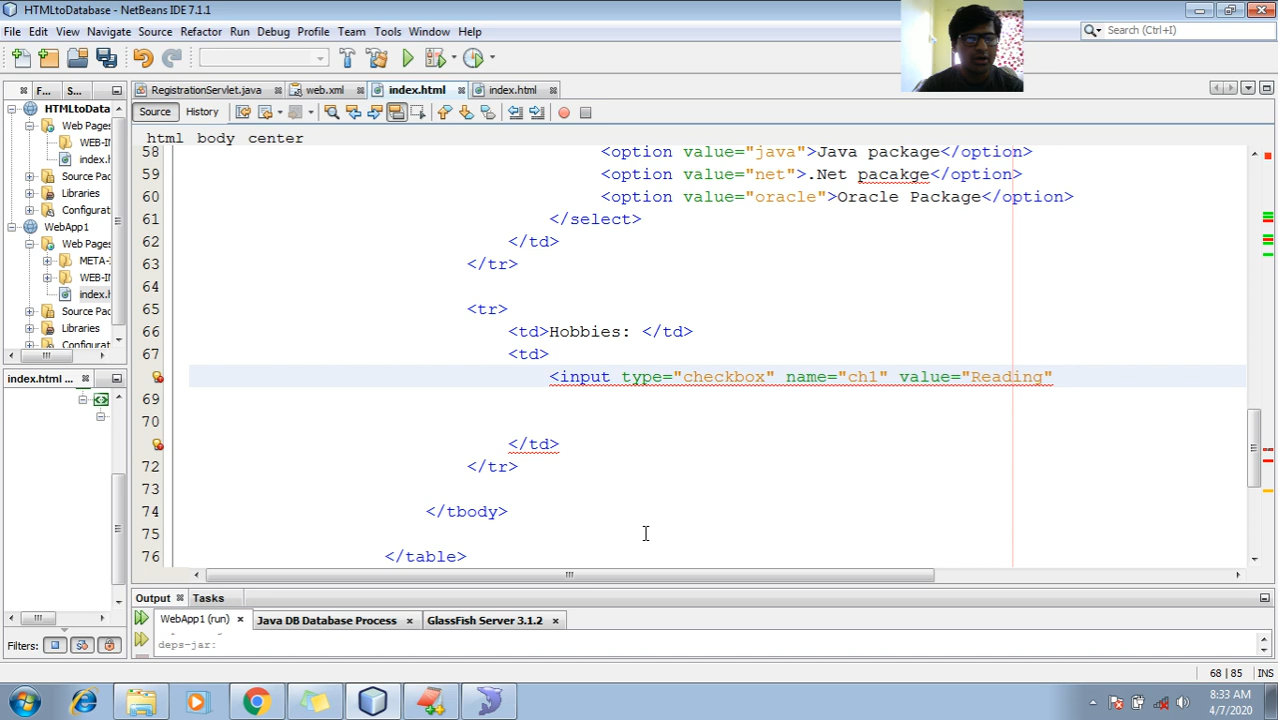 HTMLtoDatabase - NetBeans IDE 7.1.1
File Edit View Navigate Source Refactor Run Debug Profile Team Tools Window Help
Search (Ctrl+I)
F... S... RegistrationServlet.java web.xml index.html index.html
HTMLtoData
Web Pages
WEB-IN
index.h
Source Pac
Libraries
Configurat
WebApp1
Web Pages
META-
WEB-IN
index.h
Source Pac
Libraries
Configurat
index.html ...
Filters:
Source History
html body center
58 <option value="java">Java package</option>
59 <option value="net">.Net pacakge</option>
60 <option value="oracle">Oracle Package</option>
61 </select>
62 </td>
63 </tr>
64
65 <tr>
66 <td>Hobbies: </td>
67 <td>
<input type="checkbox" name="ch1" value="Reading"
69
70
</td>
72 </tr>
73
74 </tbody>
75
76 </table>
Output Tasks
WebApp1 (run) Java DB Database Process GlassFish Server 3.1.2
deps-jar:
68 | 85 INS
8:33 AM
4/7/2020